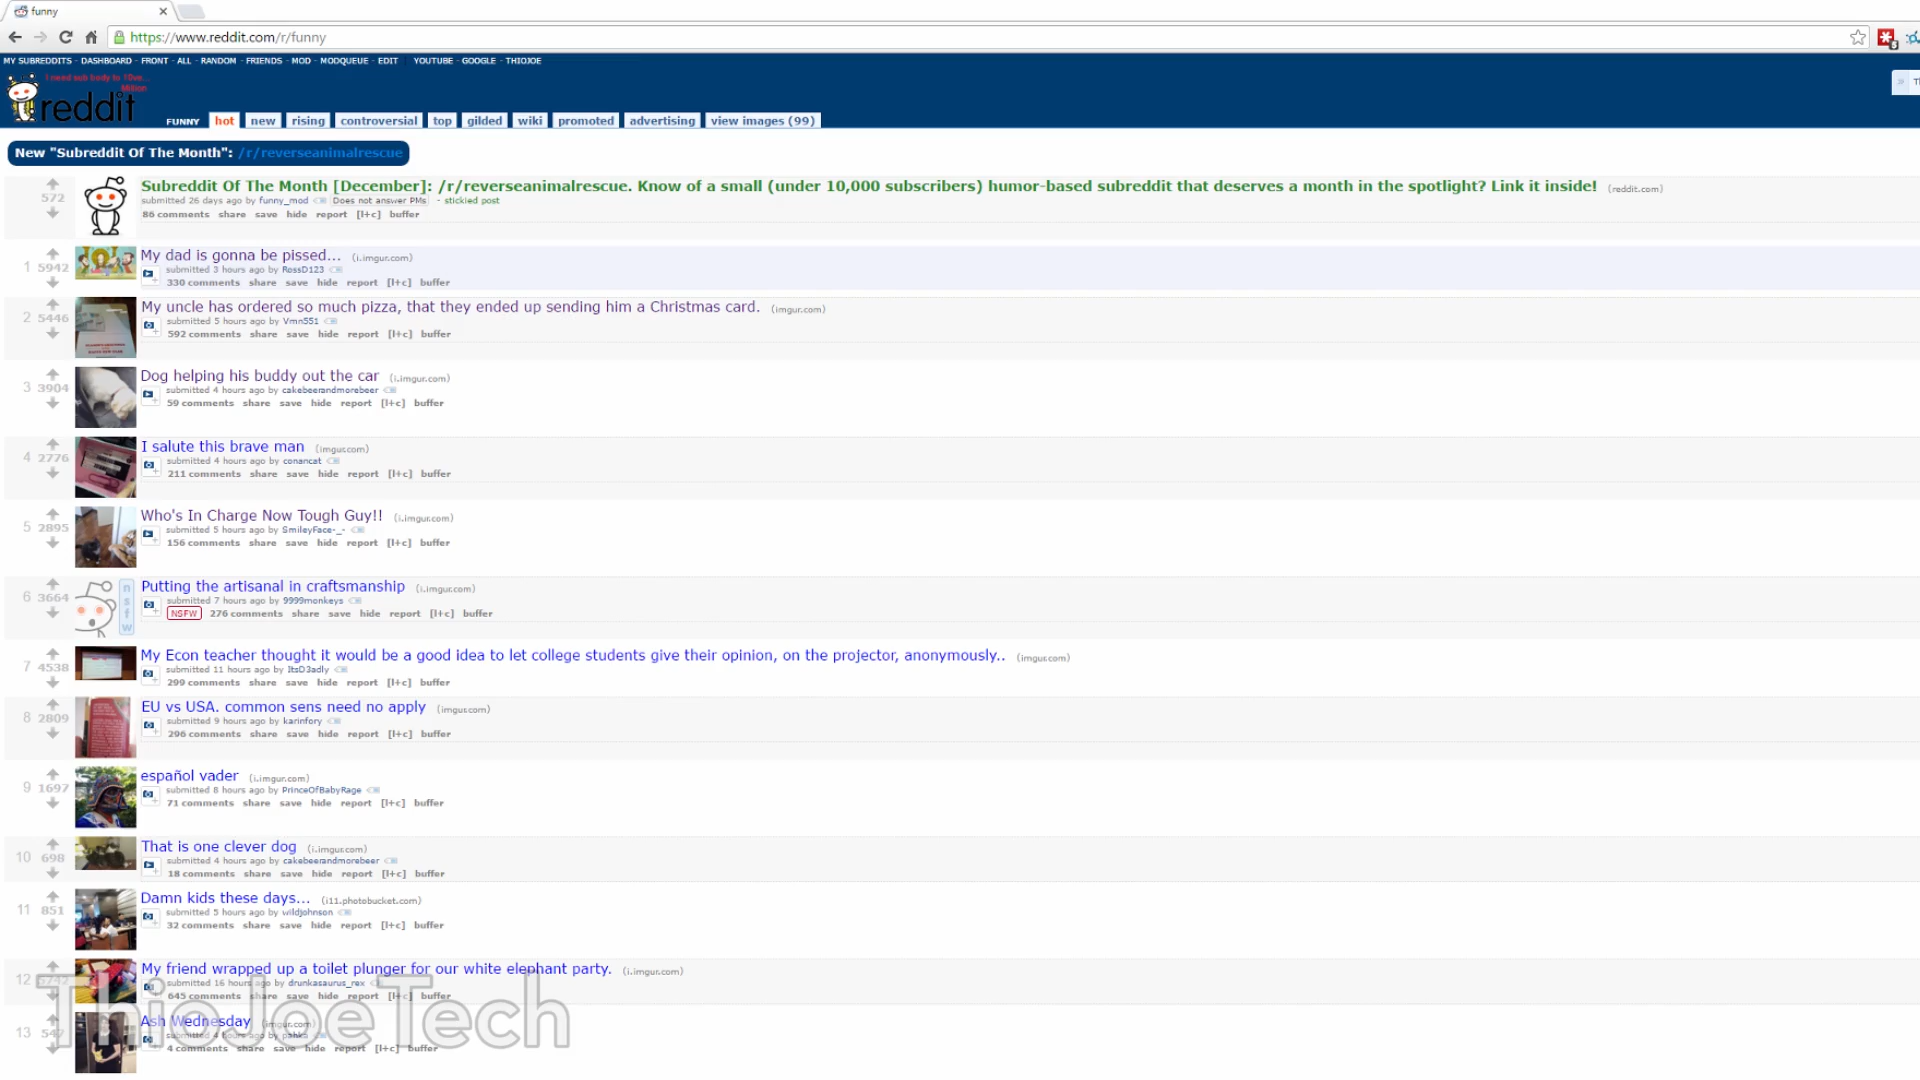 funny
https://www.reddit.com/r/funny
MY SUBREDDITS - DASHBOARD - FRONT - ALL - RANDOM - FRIENDS - MOD - MODQUEUE - EDIT YOUTUBE - GOOGLE - THIOJOE
I need sub body to 10ve...
Million
reddit
FUNNY hot new rising controversial top gilded wiki promoted advertising view images (99)
New "Subreddit Of The Month": /r/reverseanimalrescue
Subreddit Of The Month [December]: /r/reverseanimalrescue. Know of a small (under 10,000 subscribers) humor-based subreddit that deserves a month in the spotlight? Link it inside! (reddit.com)
572
submitted 26 days ago by funny_mod Does not answer PMs - stickied post
86 comments share save hide report [l+c] buffer
My dad is gonna be pissed... (i.imgur.com)
1 5942
submitted 3 hours ago by RossD123
330 comments share save hide report [l+c] buffer
My uncle has ordered so much pizza, that they ended up sending him a Christmas card. (imgur.com)
2 5446
submitted 5 hours ago by Vmn551
592 comments share save hide report [l+c] buffer
Dog helping his buddy out the car (i.imgur.com)
3 3904
submitted 4 hours ago by cakebeerandmorebeer
59 comments share save hide report [l+c] buffer
I salute this brave man (imgur.com)
4 2776
submitted 4 hours ago by conancat
211 comments share save hide report [l+c] buffer
Who's In Charge Now Tough Guy!! (i.imgur.com)
5 2895
submitted 5 hours ago by SmileyFace-_-
156 comments share save hide report [l+c] buffer
Putting the artisanal in craftsmanship (i.imgur.com)
6 3664
nsfw
submitted 7 hours ago by 9999monkeys
NSFW 276 comments share save hide report [l+c] buffer
My Econ teacher thought it would be a good idea to let college students give their opinion, on the projector, anonymously.. (imgur.com)
7 4538
submitted 11 hours ago by ItsD3adly
299 comments share save hide report [l+c] buffer
EU vs USA. common sens need no apply (imgur.com)
8 2809
submitted 9 hours ago by karinfory
296 comments share save hide report [l+c] buffer
español vader (i.imgur.com)
9 1697
submitted 8 hours ago by PrinceOfBabyRage
71 comments share save hide report [l+c] buffer
That is one clever dog (i.imgur.com)
10 698
submitted 4 hours ago by cakebeerandmorebeer
18 comments share save hide report [l+c] buffer
Damn kids these days... (i11.photobucket.com)
11 851
submitted 5 hours ago by wildjohnson
32 comments share save hide report [l+c] buffer
My friend wrapped up a toilet plunger for our white elephant party. (i.imgur.com)
12 5742
submitted 16 hours ago by drunkasaurus_rex
645 comments share save hide report [l+c] buffer
ThioJoeTech
Ash Wednesday (imgur.com)
13
submitted 4 hours ago by
4 comments share save hide report [l+c] buffer